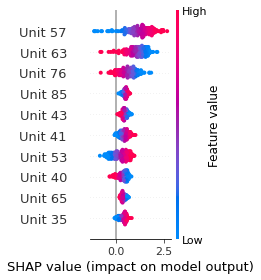 High
Unit 57
Unit 63
Unit 76
Unit 85
Unit 43
Unit 41
Unit 53
Unit 40
Unit 65
Unit 35
Feature value
Low
0.0 2.5
SHAP value (impact on model output)